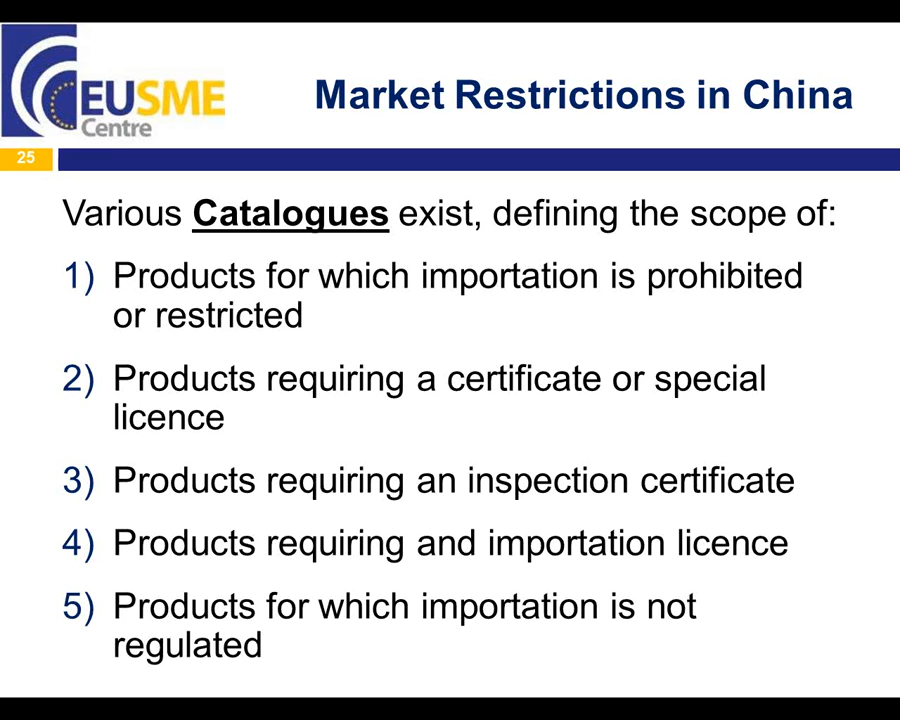 EUSME
Centre
Market Restrictions in China
25
Various Catalogues exist, defining the scope of:
1) Products for which importation is prohibited
or restricted
2) Products requiring a certificate or special
licence
3) Products requiring an inspection certificate
4) Products requiring and importation licence
5) Products for which importation is not
regulated